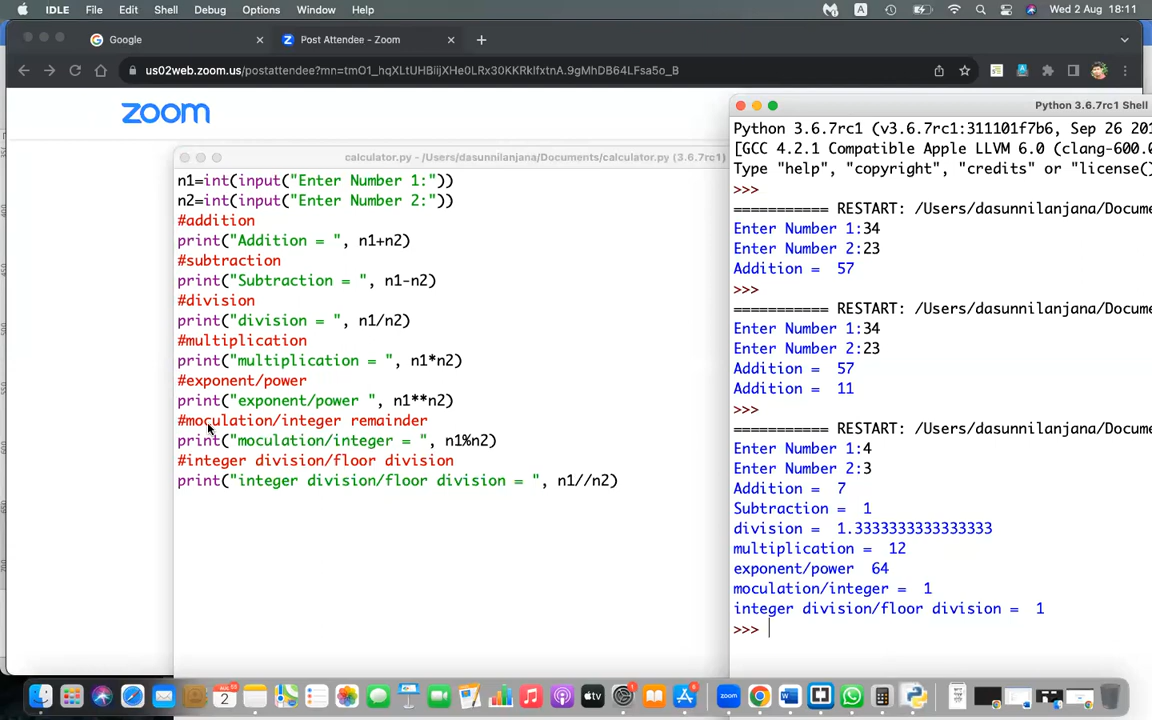 IDLE File Edit Shell Debug Options Window Help A Wed 2 Aug 18:11
Google Post Attendee - Zoom
us02web.zoom.us/postattendee?mn=tmO1_hqXLtUHBiijXHe0LRx30KKRkIfxtnA.9gMhDB64LFsa5o_B
zoom
calculator.py - /Users/dasunnilanjana/Documents/calculator.py (3.6.7rc1)
n1=int(input("Enter Number 1:"))
n2=int(input("Enter Number 2:"))
#addition
print("Addition = ", n1+n2)
#subtraction
print("Subtraction = ", n1-n2)
#division
print("division = ", n1/n2)
#multiplication
print("multiplication = ", n1*n2)
#exponent/power
print("exponent/power ", n1**n2)
#moculation/integer remainder
print("moculation/integer = ", n1%n2)
#integer division/floor division
print("integer division/floor division = ", n1//n2)
Python 3.6.7rc1 Shell
Python 3.6.7rc1 (v3.6.7rc1:311101f7b6, Sep 26 201
[GCC 4.2.1 Compatible Apple LLVM 6.0 (clang-600.
Type "help", "copyright", "credits" or "license()
>>>
=========== RESTART: /Users/dasunnilanjana/Docume
Enter Number 1:34
Enter Number 2:23
Addition =  57
>>>
=========== RESTART: /Users/dasunnilanjana/Docume
Enter Number 1:34
Enter Number 2:23
Addition =  57
Addition =  11
>>>
=========== RESTART: /Users/dasunnilanjana/Docume
Enter Number 1:4
Enter Number 2:3
Addition =  7
Subtraction =  1
division =  1.3333333333333333
multiplication =  12
exponent/power  64
moculation/integer =  1
integer division/floor division =  1
>>>
2 tv zoom